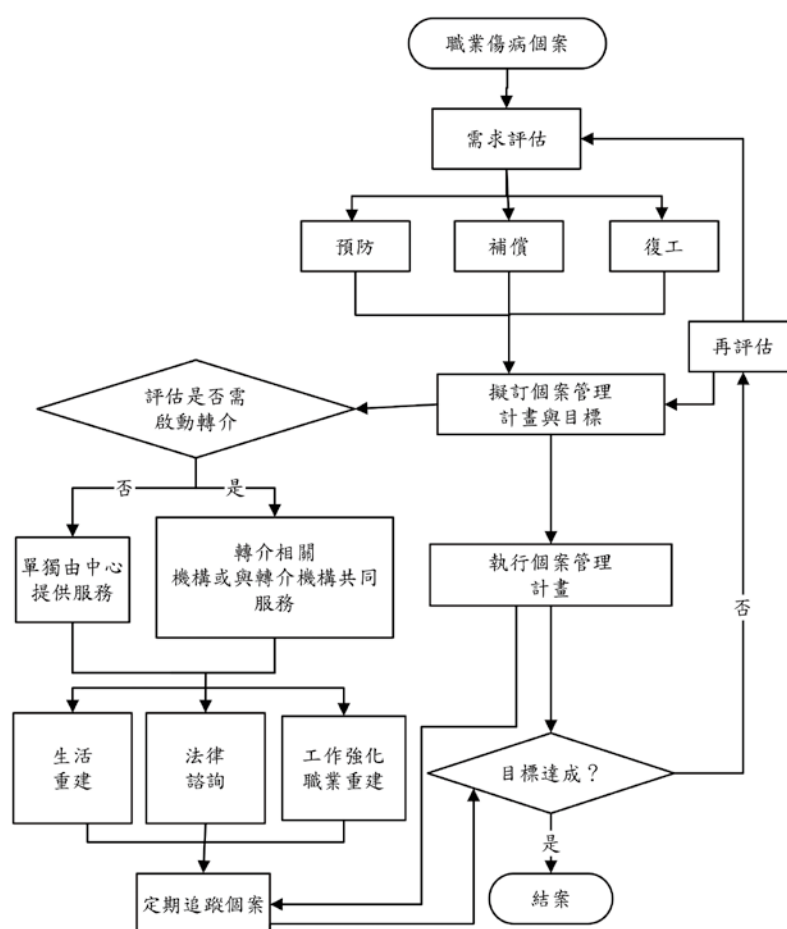 職業傷病個案
需求評估
預防
補償
復工
再評估
評估是否需
啟動轉介
擬訂個案管理
計畫與目標
否
是
單獨由中心
提供服務
轉介相關
機構或與轉介機構共同
服務
執行個案管理
計畫
否
生活
重建
法律
諮詢
工作強化
職業重建
目標達成？
是
定期追蹤個案
結案